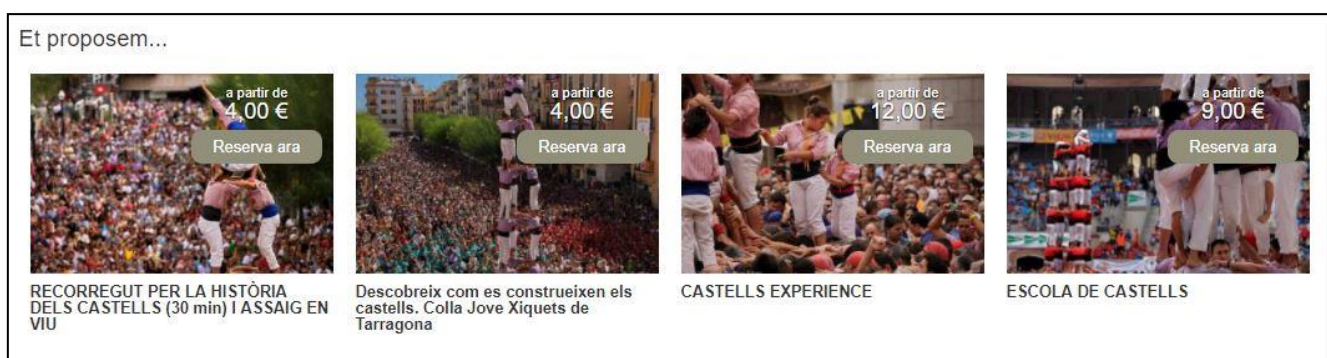 Et proposem...
a partir de
4,00 €
Reserva ara
RECORREGUT PER LA HISTÒRIA
DELS CASTELLS (30 min) I ASSAIG EN
VIU
a partir de
4,00 €
Reserva ara
Descobreix com es construeixen els
castells. Colla Jove Xiquets de
Tarragona
a partir de
12,00 €
Reserva ara
CASTELLS EXPERIENCE
a partir de
9,00 €
Reserva ara
ESCOLA DE CASTELLS